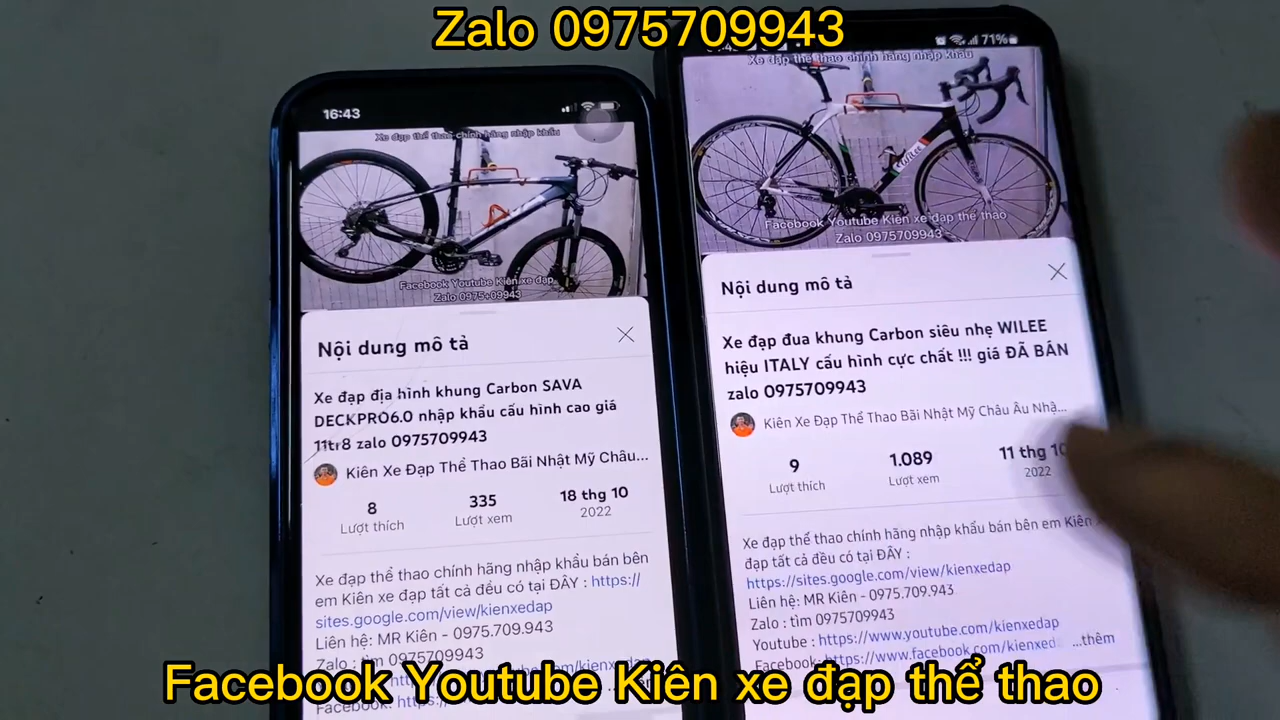 Zalo 0975709943
16:43
Xe đạp thể thao chính hãng nhập khẩu
Facebook Youtube Kiên xe đạp
Nội dung mô tả
Xe đạp địa hình khung Carbon SAVA
DECKPRO6.0 nhập khẩu cấu hình cao giá
11tr8 zalo 0975709943
Kiên Xe Đạp Thể Thao Bãi Nhật Mỹ Châu...
8
Lượt thích
335
Lượt xem
18 thg 10
2022
Xe đạp thể thao chính hãng nhập khẩu bán bên
em Kiên xe đạp tất cả đều có tại ĐÂY : https://
sites.google.com/view/kienxedap
Liên hệ: MR Kiên - 0975.709.943
Zalo : tìm 0975709943
Facebook:
71%
Xe đạp thể thao chính hãng nhập khẩu
Facebook Youtube Kiên xe đạp thể thao
Zalo 0975709943
Nội dung mô tả
Xe đạp đua khung Carbon siêu nhẹ WILEE
hiệu ITALY cấu hình cực chất !!! giá ĐÃ BÁN
zalo 0975709943
Kiên Xe Đạp Thể Thao Bãi Nhật Mỹ Châu Âu Nhậ...
9
Lượt thích
1.089
Lượt xem
11 thg 10
2022
Xe đạp thể thao chính hãng nhập khẩu bán bên em Kiên x
đạp tất cả đều có tại ĐÂY :
https://sites.google.com/view/kienxedap
Liên hệ: MR Kiên - 0975.709.943
Zalo : tìm 0975709943
Youtube : https://www.youtube.com/kienxedap
Facebook: https://www.facebook.com/kienxed ...thêm
Facebook Youtube Kiên xe đạp thể thao